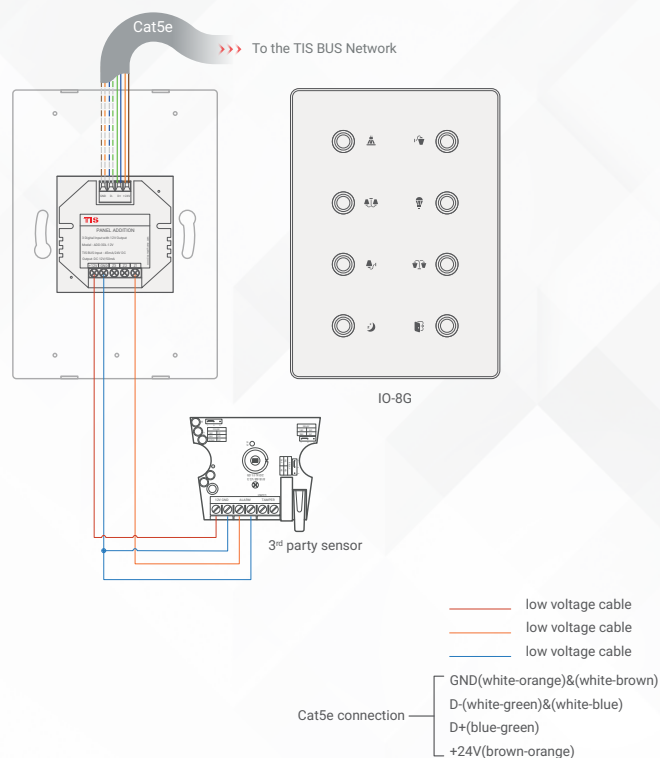 Cat5e
To the TIS BUS Network
TIS
PANEL ADDITION
IO-8G
3rd party sensor
low voltage cable
low voltage cable
low voltage cable
Cat5e connection
GND(white-orange)&(white-brown)
D-(white-green)&(white-blue)
D+(blue-green)
+24V(brown-orange)